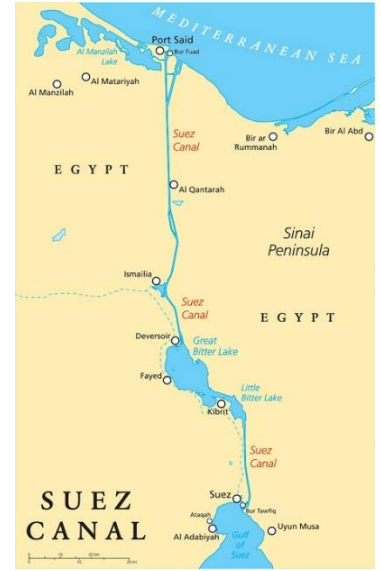 MEDITERRANEAN SEA
Port Said
Bur Fuad
Al Manzilah
Lake
Al Matariyah
Al Manzilah
Suez
Canal
Bir ar
Rummanah
Bir Al Abd
EGYPT
Al Qantarah
Sinai
Peninsula
Ismailia
Suez
Canal
EGYPT
Deversoir
Great
Bitter Lake
Fayed
Little
Bitter Lake
Kibrit
Suez
Canal
SUEZ
CANAL
Suez
Bur Tawfiq
Ataqah
Al Adabiyah
Gulf
of Suez
Uyun Musa